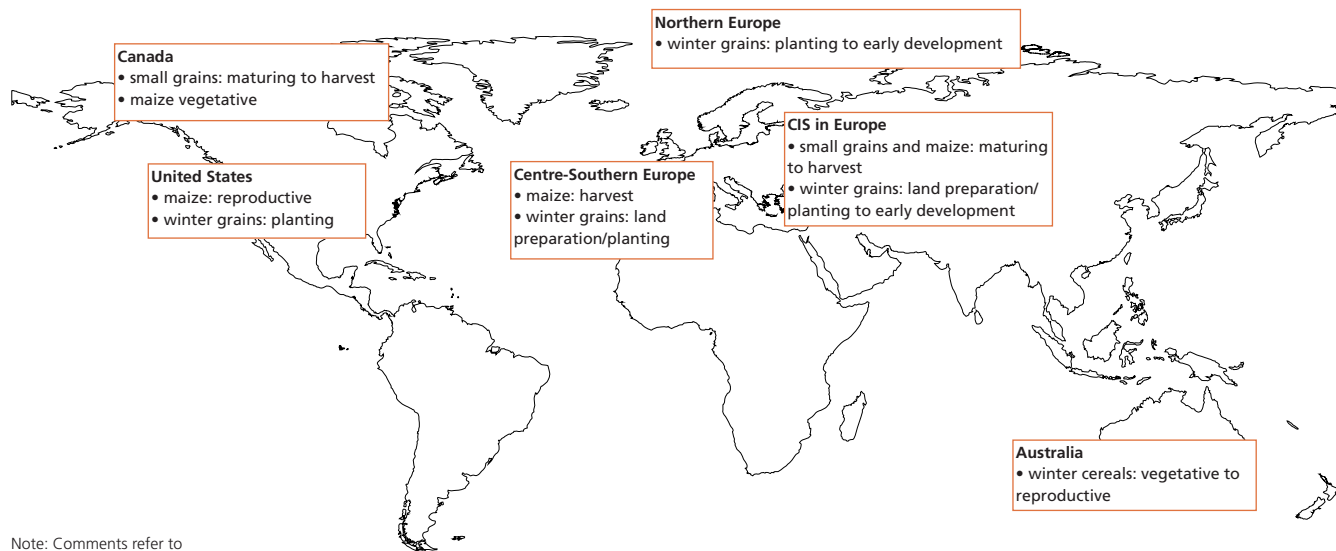 Northern Europe
• winter grains: planting to early development
Canada
• small grains: maturing to harvest
• maize vegetative
CIS in Europe
• small grains and maize: maturing
to harvest
• winter grains: land preparation/
planting to early development
United States
• maize: reproductive
• winter grains: planting
Centre-Southern Europe
• maize: harvest
• winter grains: land
preparation/planting
Australia
• winter cereals: vegetative to
reproductive
Note: Comments refer to